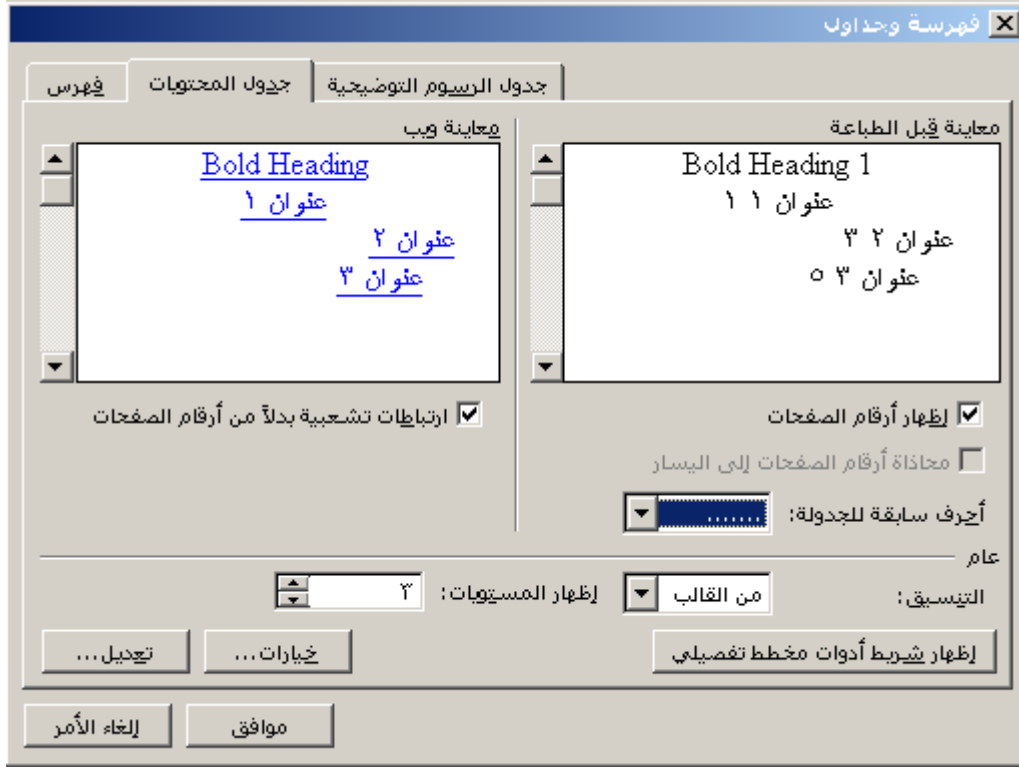 فهرسة وجداول
جدول الرسوم التوضيحية
جدول المحتويات
فهرس
معاينة قبل الطباعة
Bold Heading 1
عنوان ١ ١
عنوان ٢ ٣
عنوان ٣ ٥
معاينة ويب
Bold Heading
عنوان ١
عنوان ٢
عنوان ٣
إظهار أرقام الصفحات
محاذاة أرقام الصفحات إلى اليسار
أحرف سابقة للجدولة: .......
ارتباطات تشعبية بدلاً من أرقام الصفحات
عام
التنسيق: من القالب إظهار المستويات: ٣
إظهار شريط أدوات مخطط تفصيلي
خيارات...
تعديل...
موافق
إلغاء الأمر